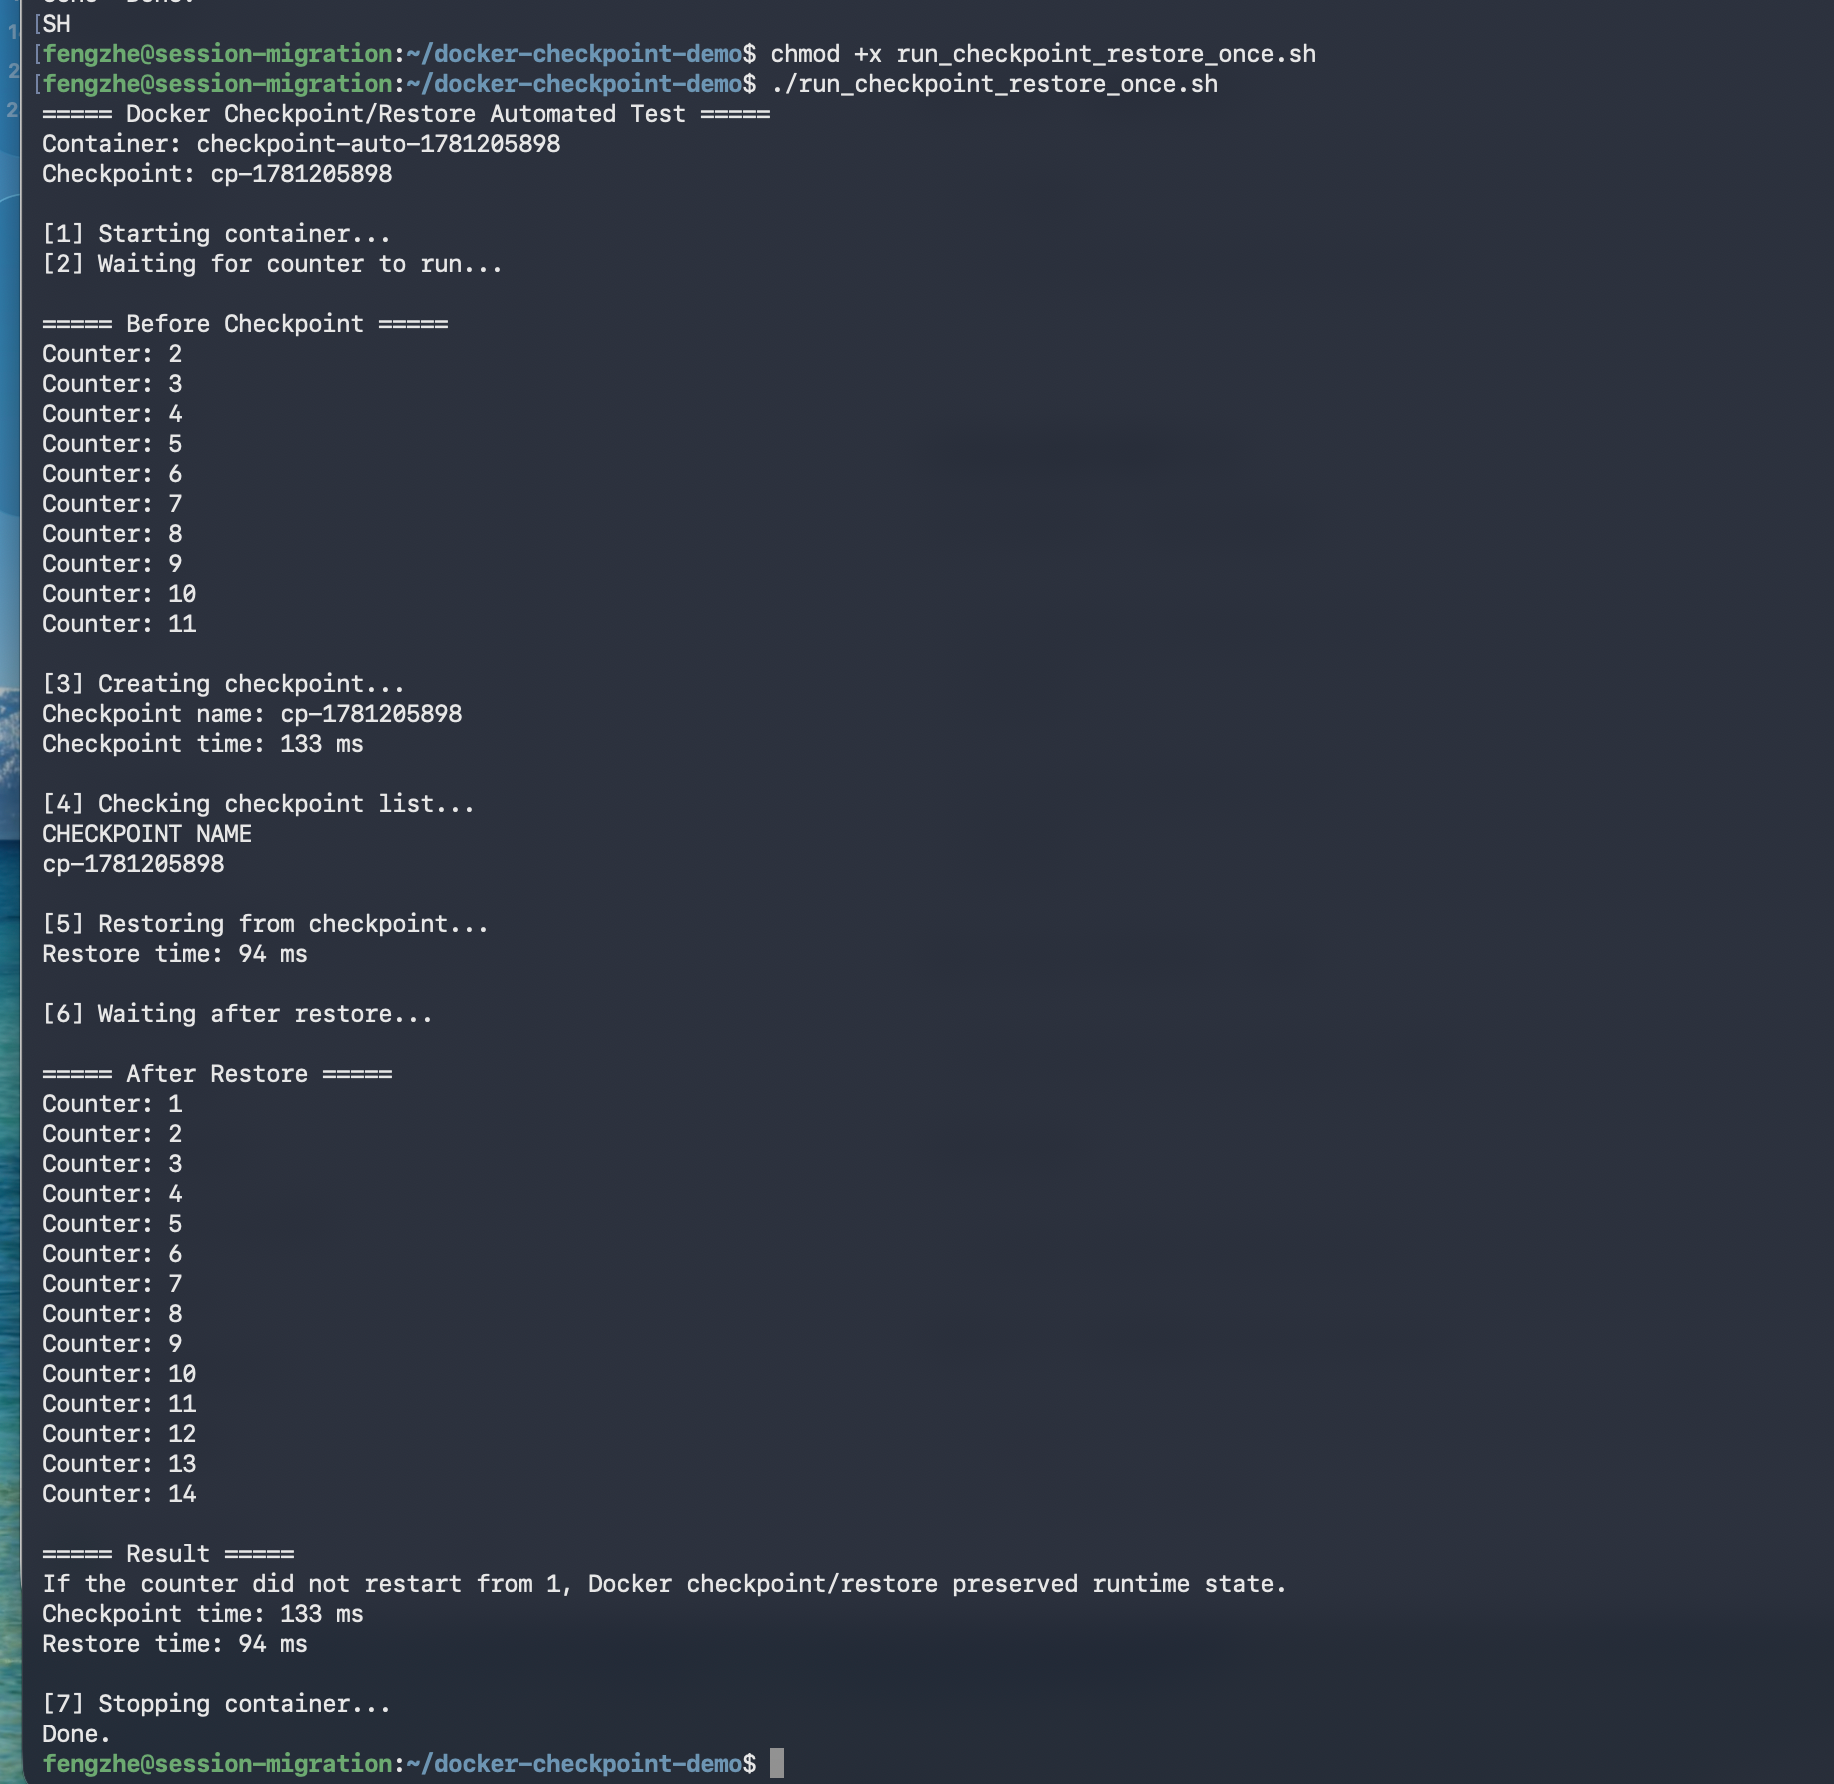 SH
fengzhe@session-migration:~/docker-checkpoint-demo$ chmod +x run_checkpoint_restore_once.sh
fengzhe@session-migration:~/docker-checkpoint-demo$ ./run_checkpoint_restore_once.sh
===== Docker Checkpoint/Restore Automated Test =====
Container: checkpoint-auto-1781205898
Checkpoint: cp-1781205898
[1] Starting container...
[2] Waiting for counter to run...
===== Before Checkpoint =====
Counter: 2
Counter: 3
Counter: 4
Counter: 5
Counter: 6
Counter: 7
Counter: 8
Counter: 9
Counter: 10
Counter: 11
[3] Creating checkpoint...
Checkpoint name: cp-1781205898
Checkpoint time: 133 ms
[4] Checking checkpoint list...
CHECKPOINT NAME
cp-1781205898
[5] Restoring from checkpoint...
Restore time: 94 ms
[6] Waiting after restore...
===== After Restore =====
Counter: 1
Counter: 2
Counter: 3
Counter: 4
Counter: 5
Counter: 6
Counter: 7
Counter: 8
Counter: 9
Counter: 10
Counter: 11
Counter: 12
Counter: 13
Counter: 14
===== Result =====
If the counter did not restart from 1, Docker checkpoint/restore preserved runtime state.
Checkpoint time: 133 ms
Restore time: 94 ms
[7] Stopping container...
Done.
fengzhe@session-migration:~/docker-checkpoint-demo$